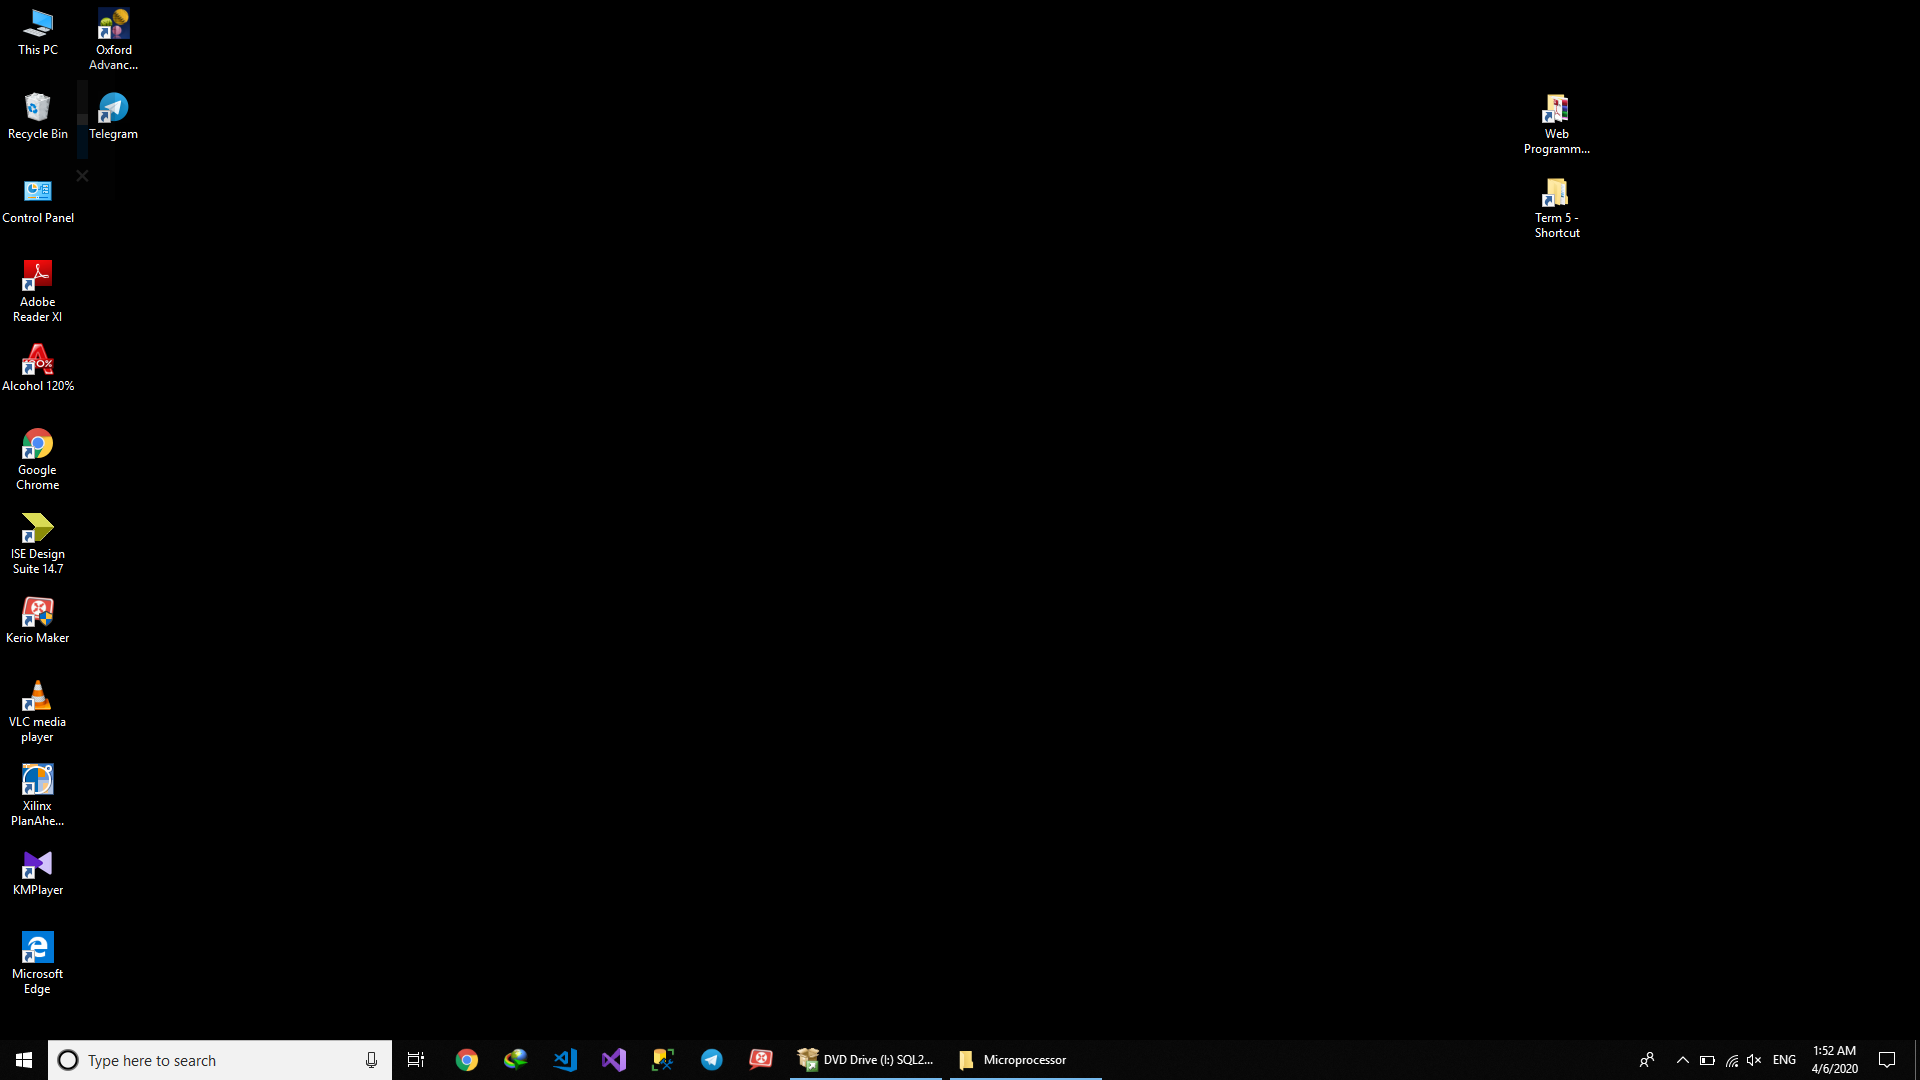 This PC
Oxford
Advanc...
Recycle Bin
Telegram
Control Panel
Adobe
Reader XI
Alcohol 120%
Google
Chrome
ISE Design
Suite 14.7
Kerio Maker
VLC media
player
Xilinx
PlanAhe...
KMPlayer
Microsoft
Edge
Web
Programm...
Term 5 -
Shortcut
Type here to search
DVD Drive (I:) SQL2...
Microprocessor
ENG
1:52 AM
4/6/2020